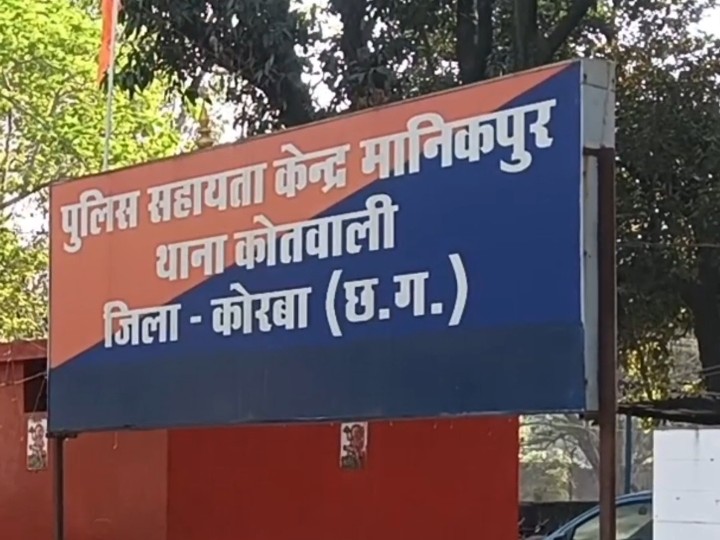 पुलिस सहायता केन्द्र मानिकपुर
थाना कोतवाली
जिला - कोरबा (छ.ग.)